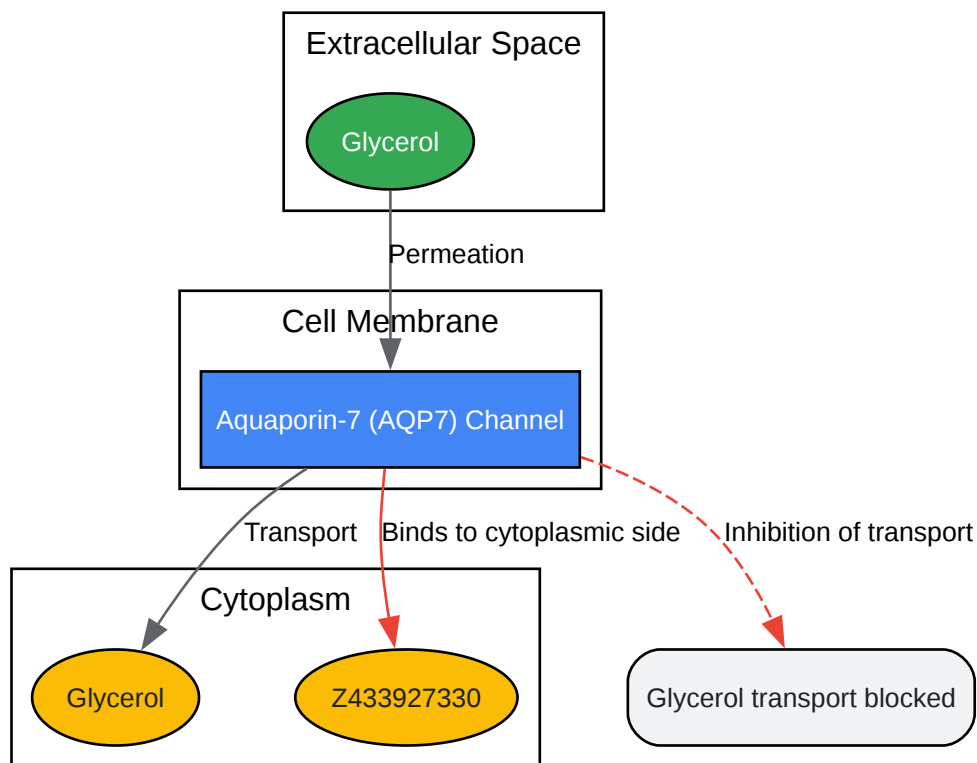 Extracellular Space
Glycerol
Permeation
Cell Membrane
Aquaporin-7 (AQP7) Channel
Transport
Binds to cytoplasmic side
Inhibition of transport
Cytoplasm
Glycerol
Z433927330
Glycerol transport blocked